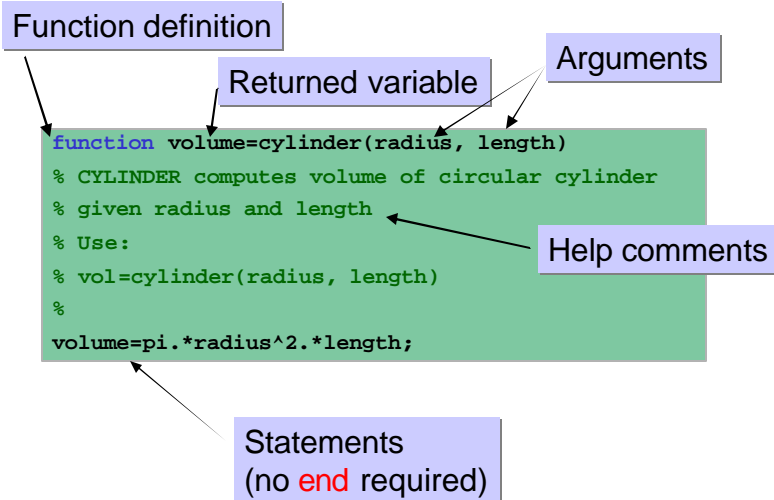 Function definition
Returned variable
Arguments
function volume=cylinder(radius, length)
% CYLINDER computes volume of circular cylinder
% given radius and length
% Use:
% vol=cylinder(radius, length)
%
volume=pi.*radius^2.*length;
Help comments
Statements
(no end required)